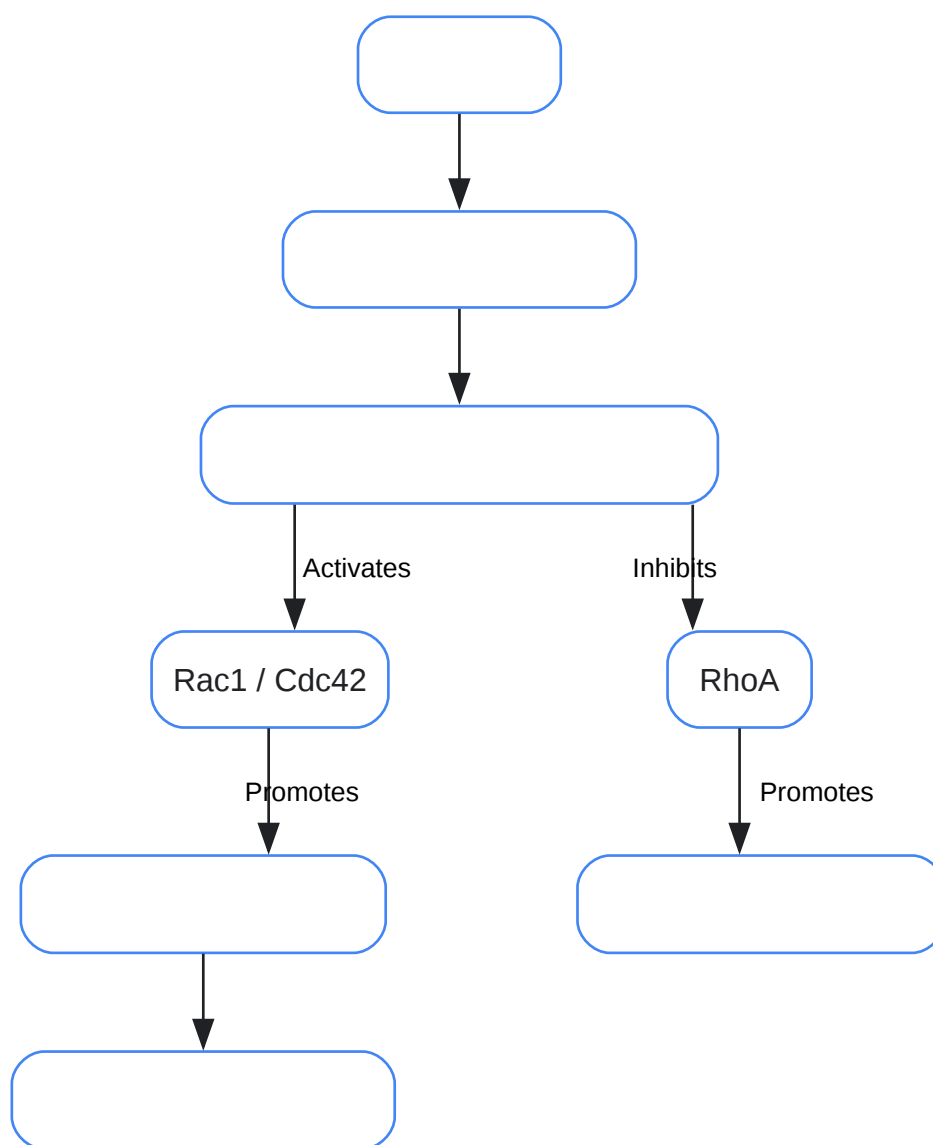 Activates
Inhibits
Rac1 / Cdc42
RhoA
Promotes
Promotes